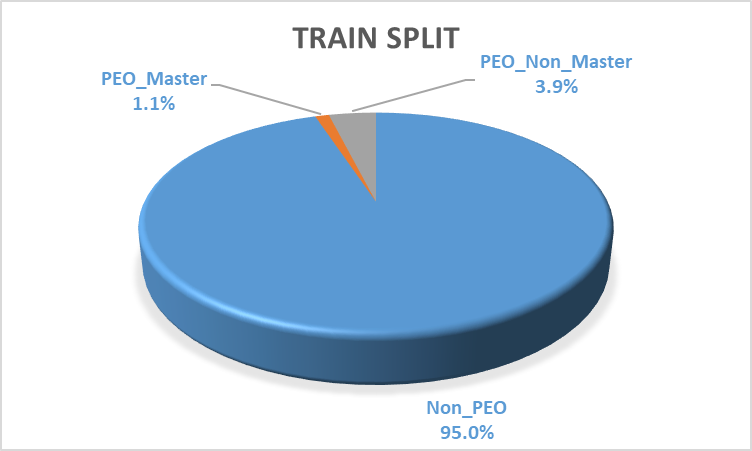 TRAIN SPLIT
PEO_Master
1.1%
PEO_Non_Master
3.9%
Non_PEO
95.0%